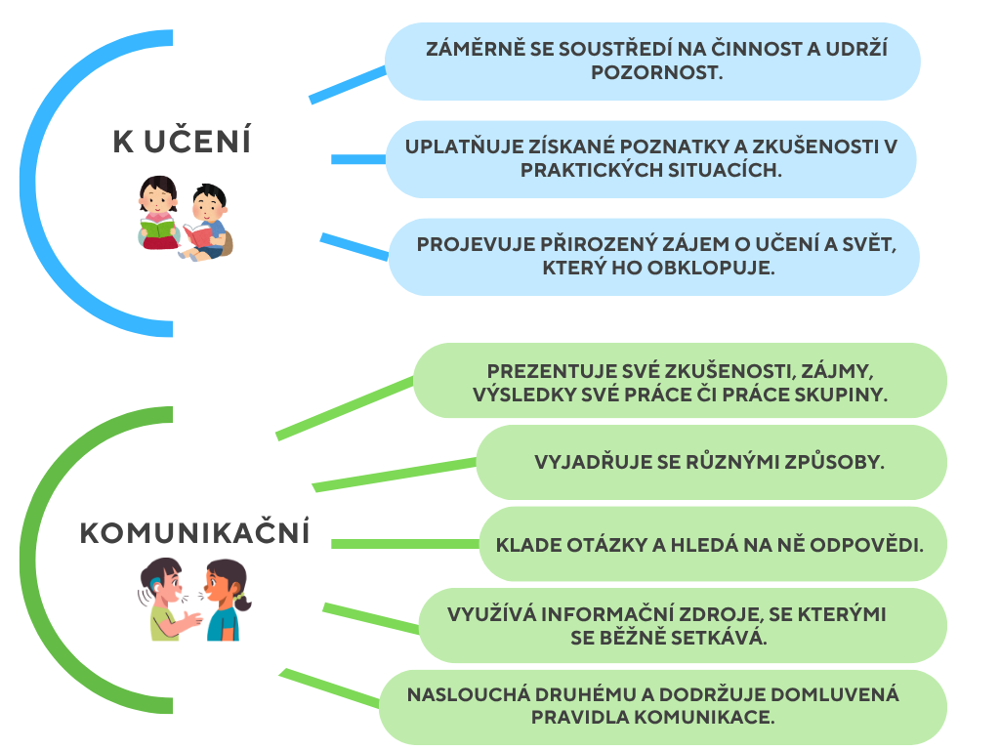 K UČENÍ
ZÁMĚRNĚ SE SOUSTŘEDÍ NA ČINNOST A UDRŽÍ
POZORNOST.
UPLATŇUJE ZÍSKANÉ POZNATKY A ZKUŠENOSTI V
PRAKTICKÝCH SITUACÍCH.
PROJEVUJE PŘIROZENÝ ZÁJEM O UČENÍ A SVĚT,
KTERÝ HO OBKLOPUJE.
KOMUNIKAČNÍ
PREZENTUJE SVÉ ZKUŠENOSTI, ZÁJMY,
VÝSLEDKY SVÉ PRÁCE ČI PRÁCE SKUPINY.
VYJADŘUJE SE RŮZNÝMI ZPŮSOBY.
KLADE OTÁZKY A HLEDÁ NA NĚ ODPOVĚDI.
VYUŽÍVÁ INFORMAČNÍ ZDROJE, SE KTERÝMI
SE BĚŽNĚ SETKÁVÁ.
NASLOUCHÁ DRUHÉMU A DODRŽUJE DOMLUVENÁ
PRAVIDLA KOMUNIKACE.